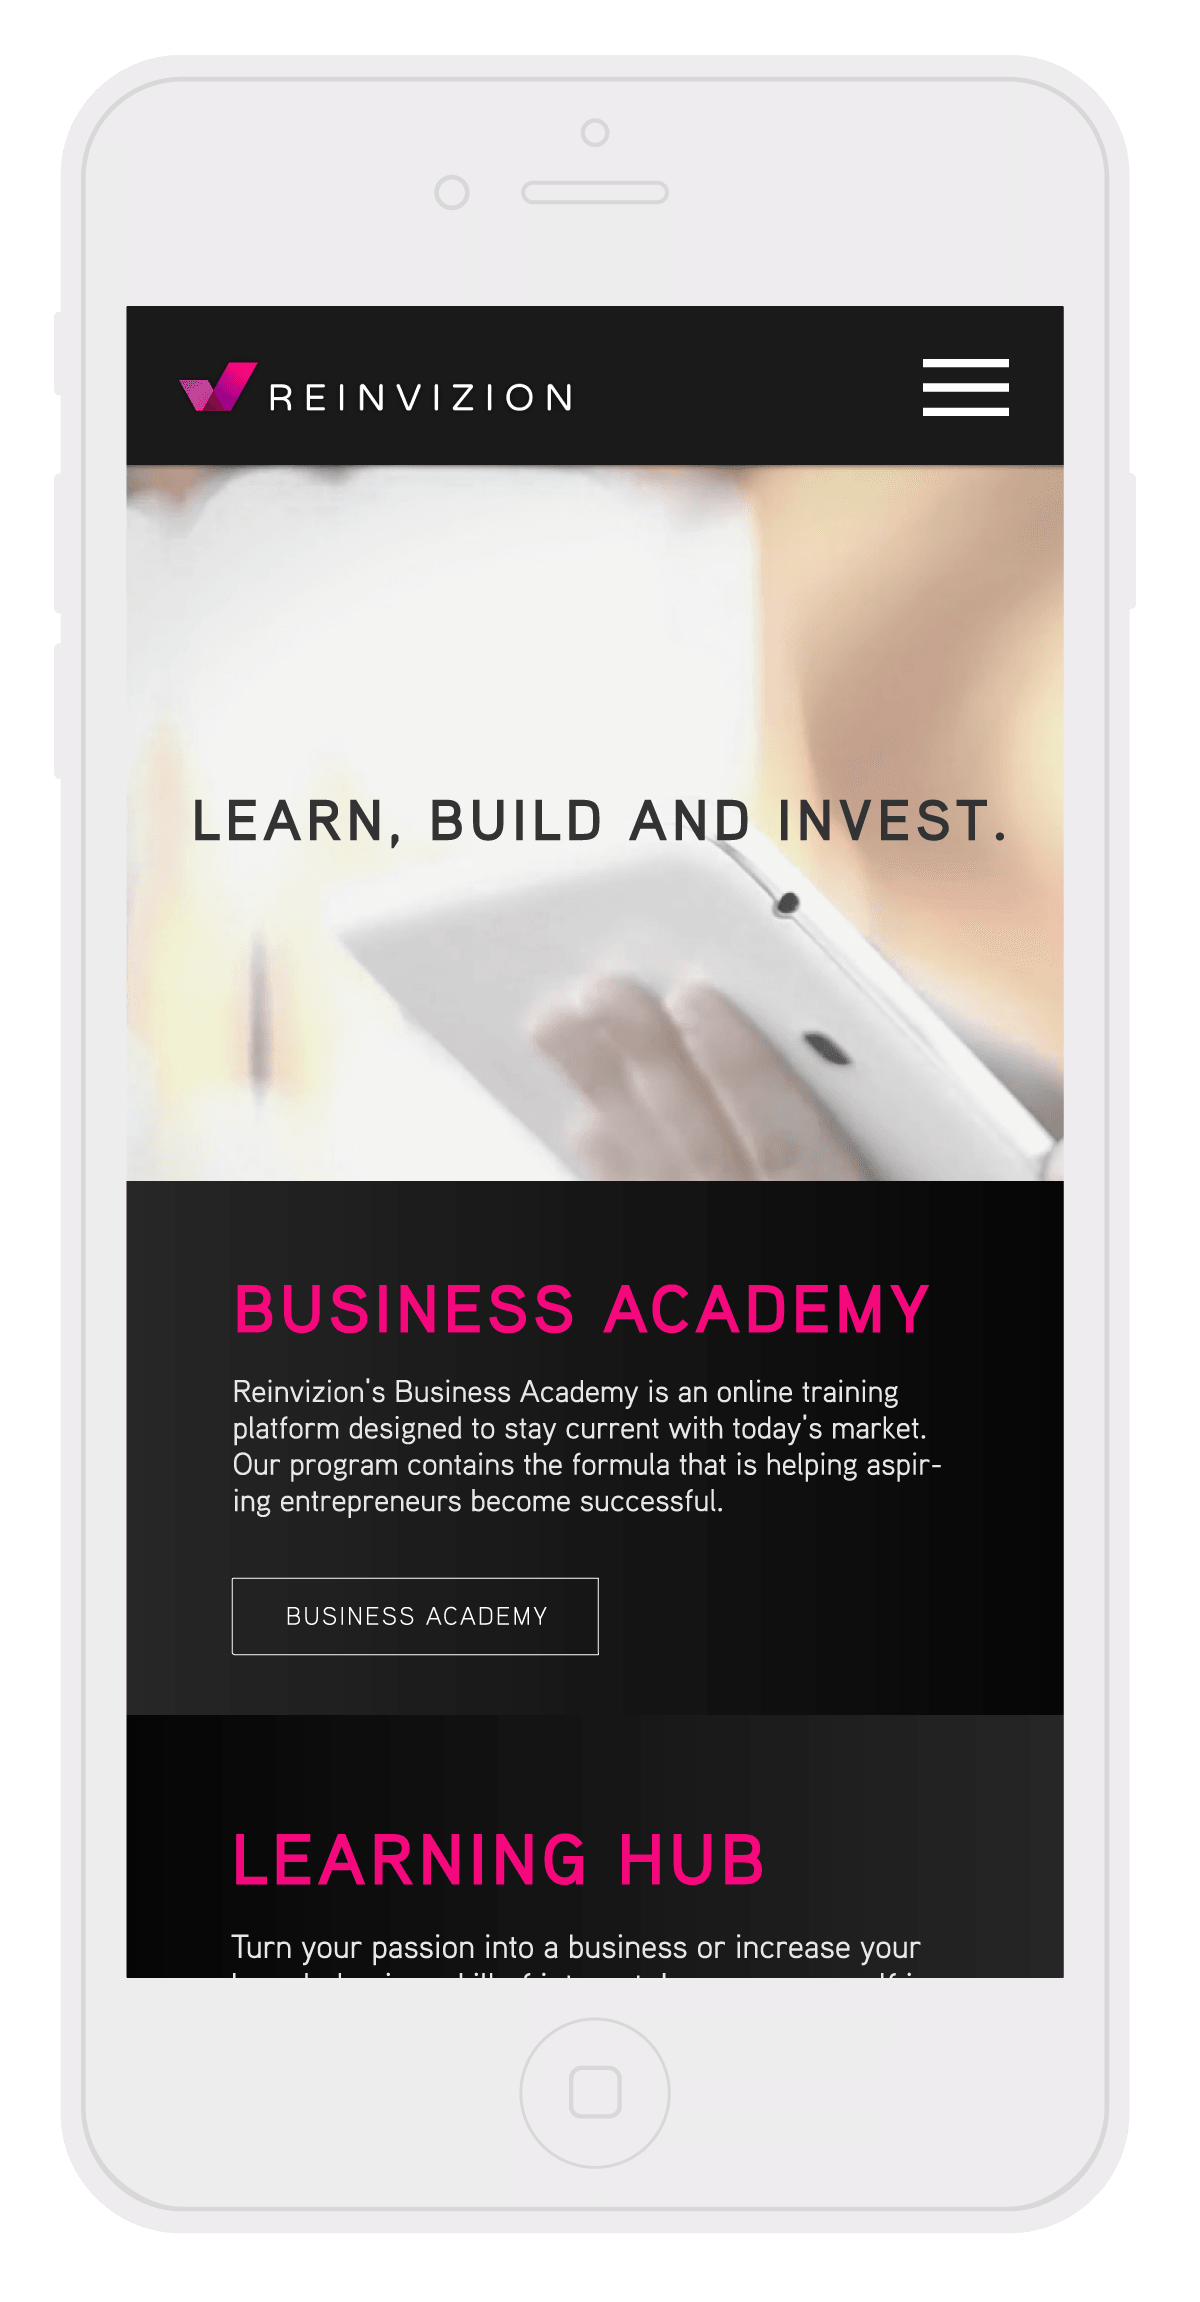 REINVIZION
LEARN, BUILD AND INVEST.
BUSINESS ACADEMY
Reinvizion's Business Academy is an online training
platform designed to stay current with today's market.
Our program contains the formula that is helping aspir-
ing entrepreneurs become successful.
BUSINESS ACADEMY
LEARNING HUB
Turn your passion into a business or increase your